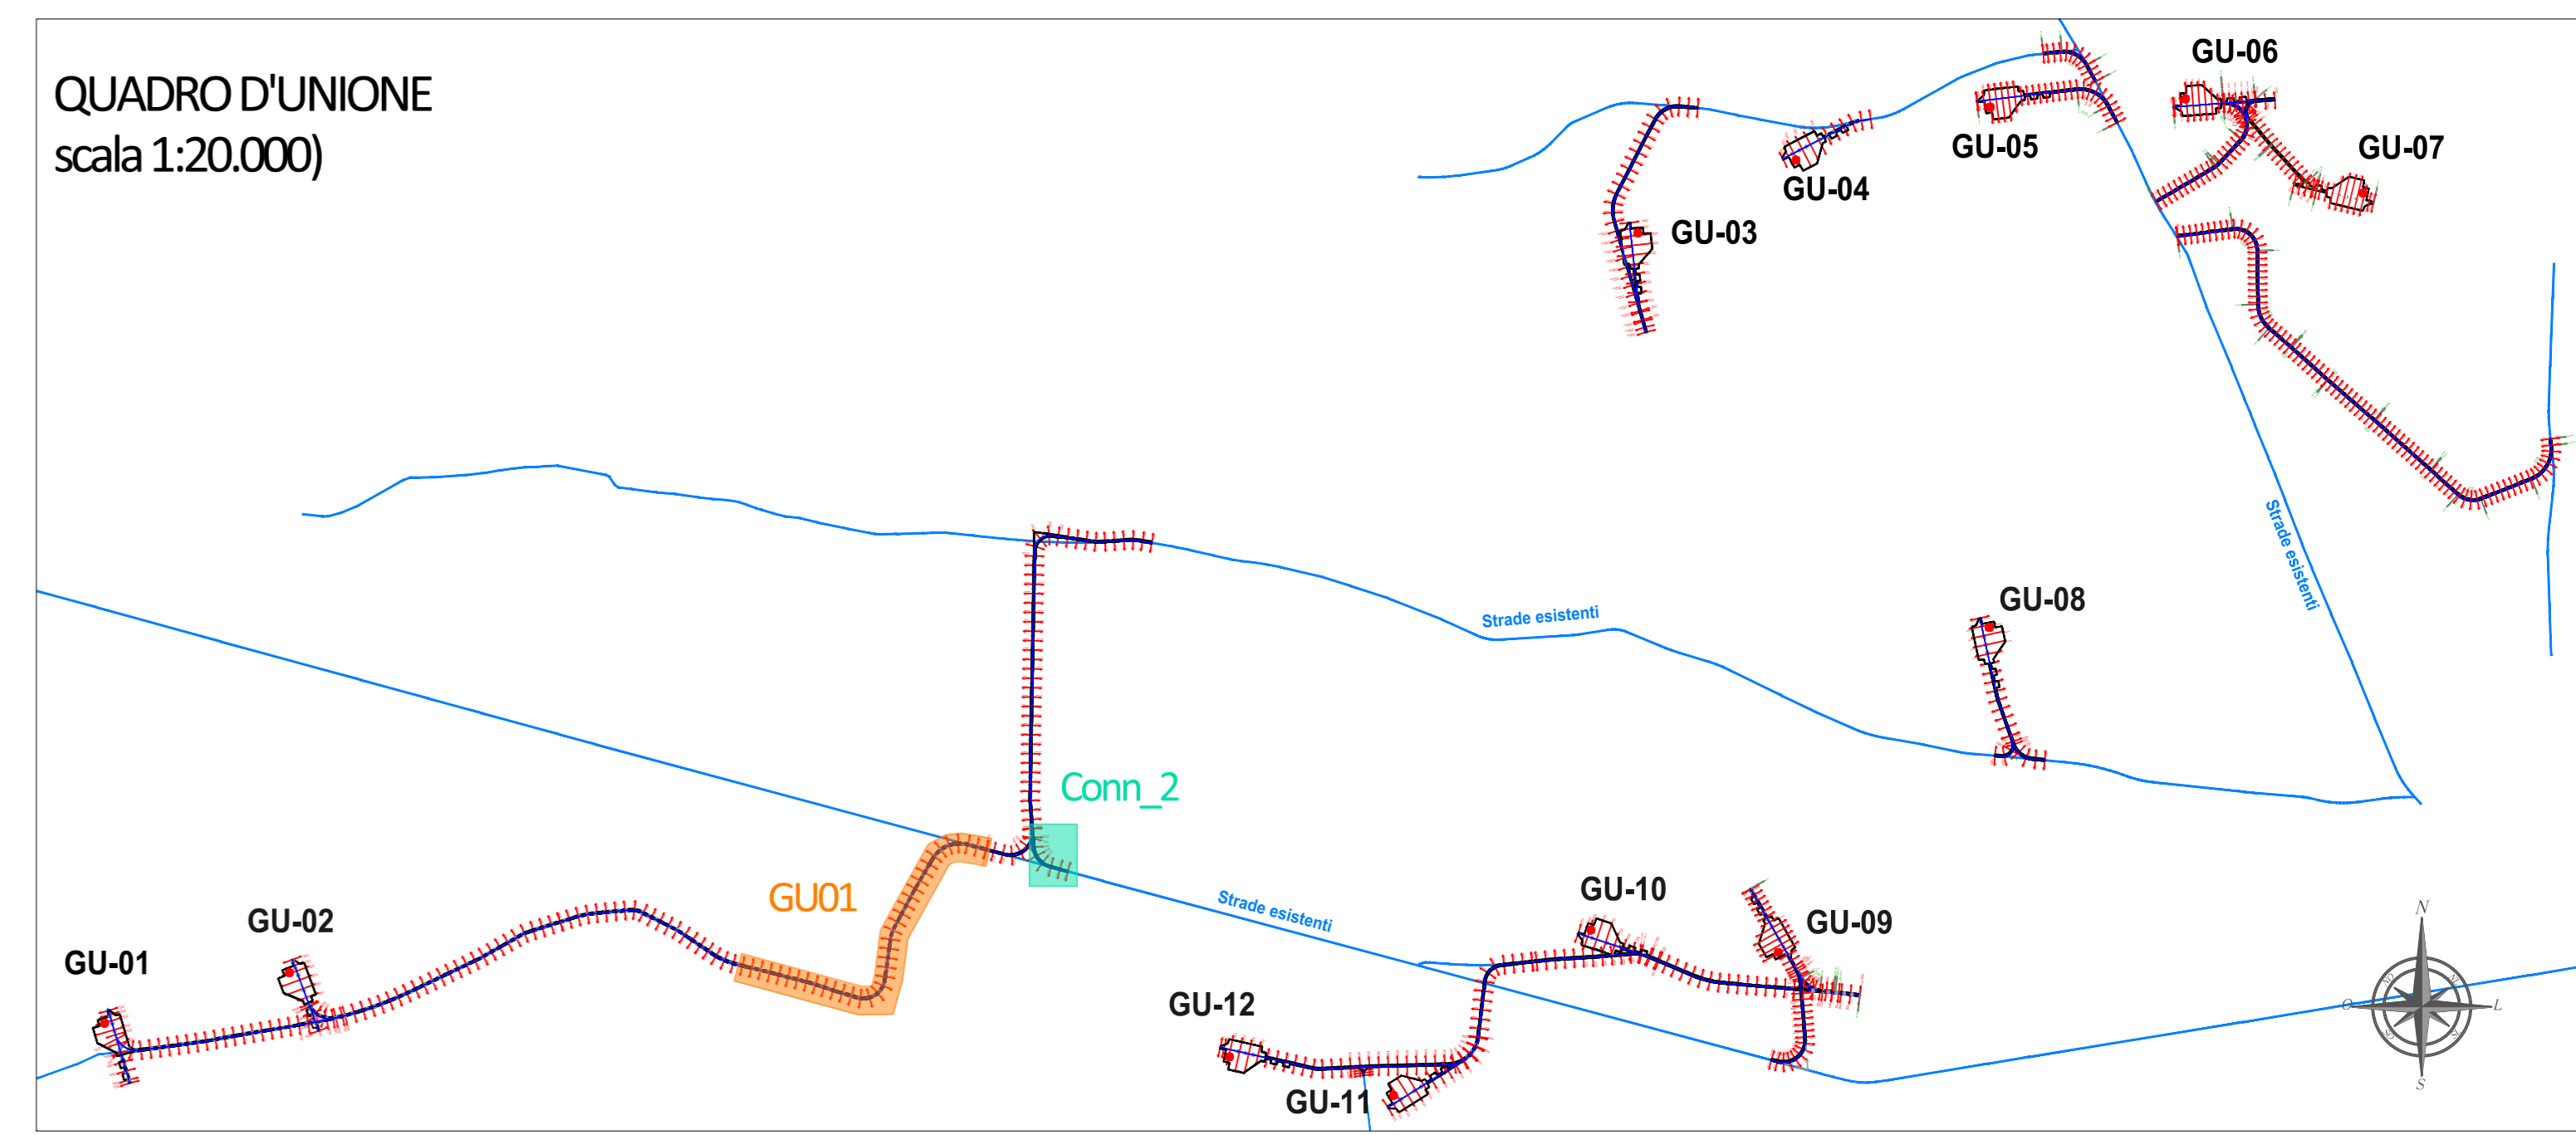 QUADRO D'UNIONE
scala 1:20.000)
GU-06
GU-05
GU-07
GU-04
GU-03
Strade esistenti
GU-08
Strade esistenti
Conn_2
GU01
Strade esistenti
GU-10
GU-09
GU-02
GU-01
GU-12
GU-11
N
O
L
S